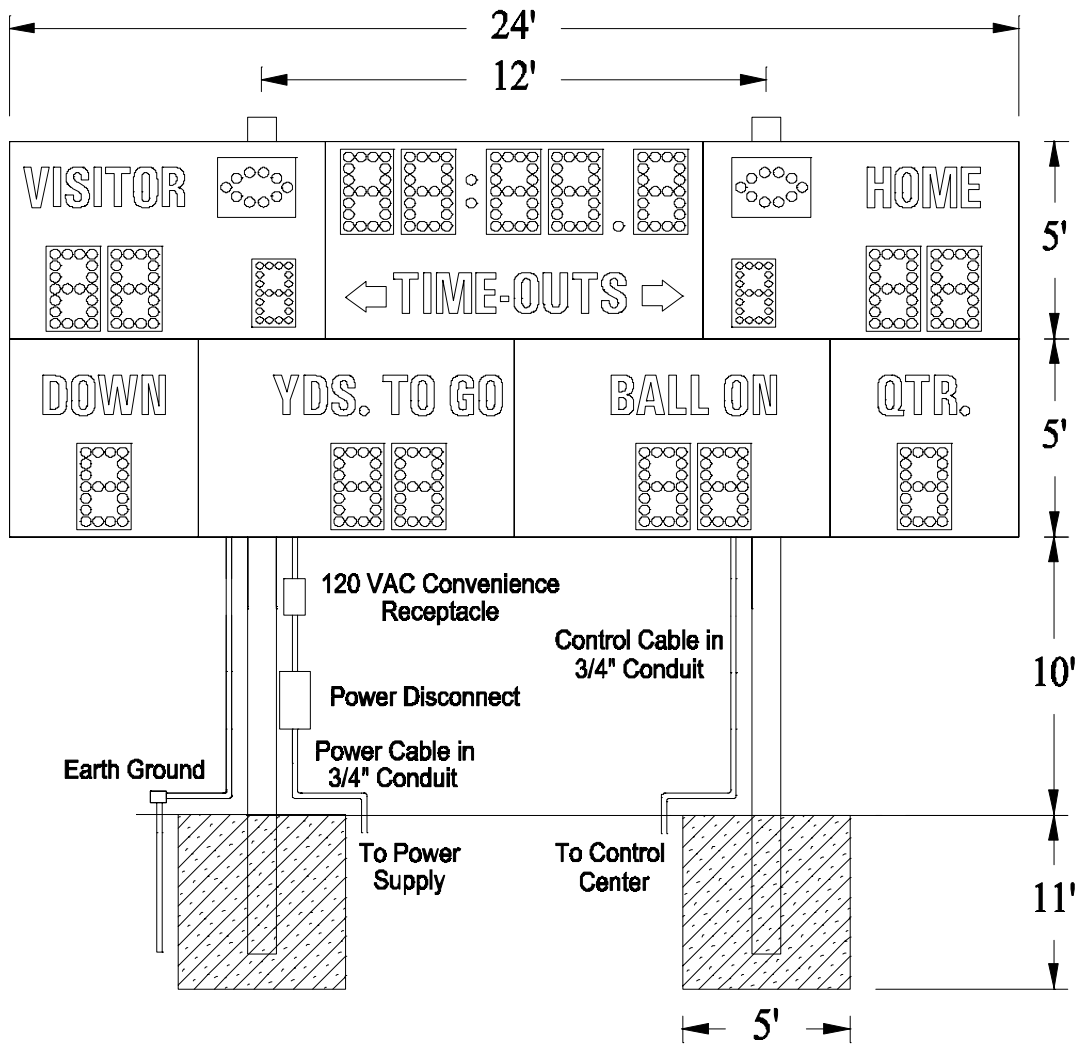 24'
12'
VISITOR
HOME
5'
TIME-OUTS
DOWN
YDS. TO GO
BALL ON
QTR.
5'
120 VAC Convenience
Receptacle
Control Cable in
3/4" Conduit
10'
Power Disconnect
Power Cable in
3/4" Conduit
Earth Ground
To Power
Supply
To Control
Center
11'
5'